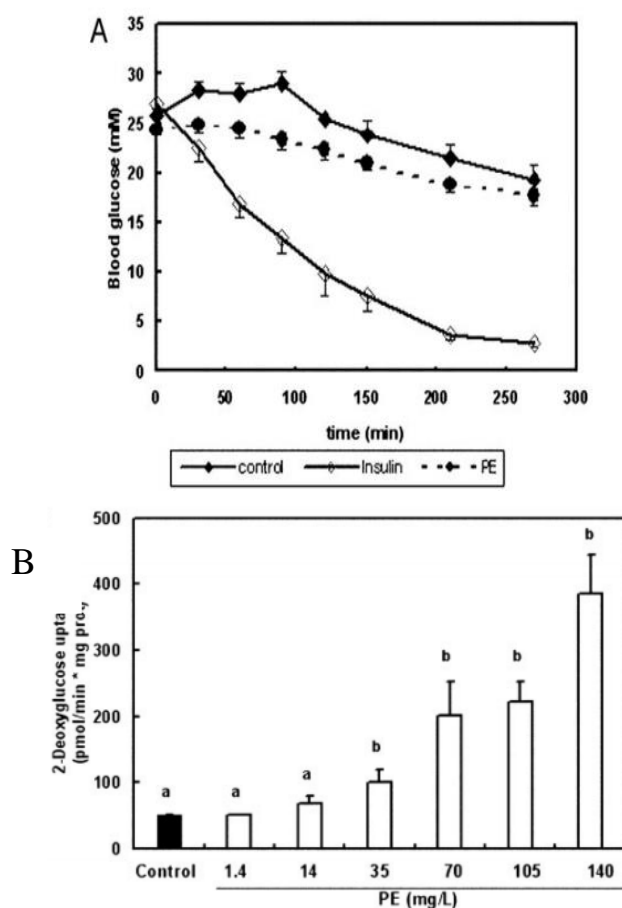 A
Blood glucose (mM)
35
30
25
20
15
10
5
0
0 50 100 150 200 250 300
time (min)
control Insulin PE
B
2-Deoxyglucose upta
(pmol/min * mg pro.,
500
400
300
200
100
0
a a a b b b b
Control 1.4 14 35 70 105 140
PE (mg/L)